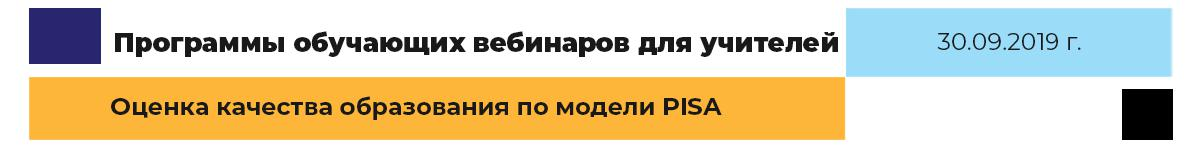 Программы обучающих вебинаров для учителей
30.09.2019 г.
Оценка качества образования по модели PISA